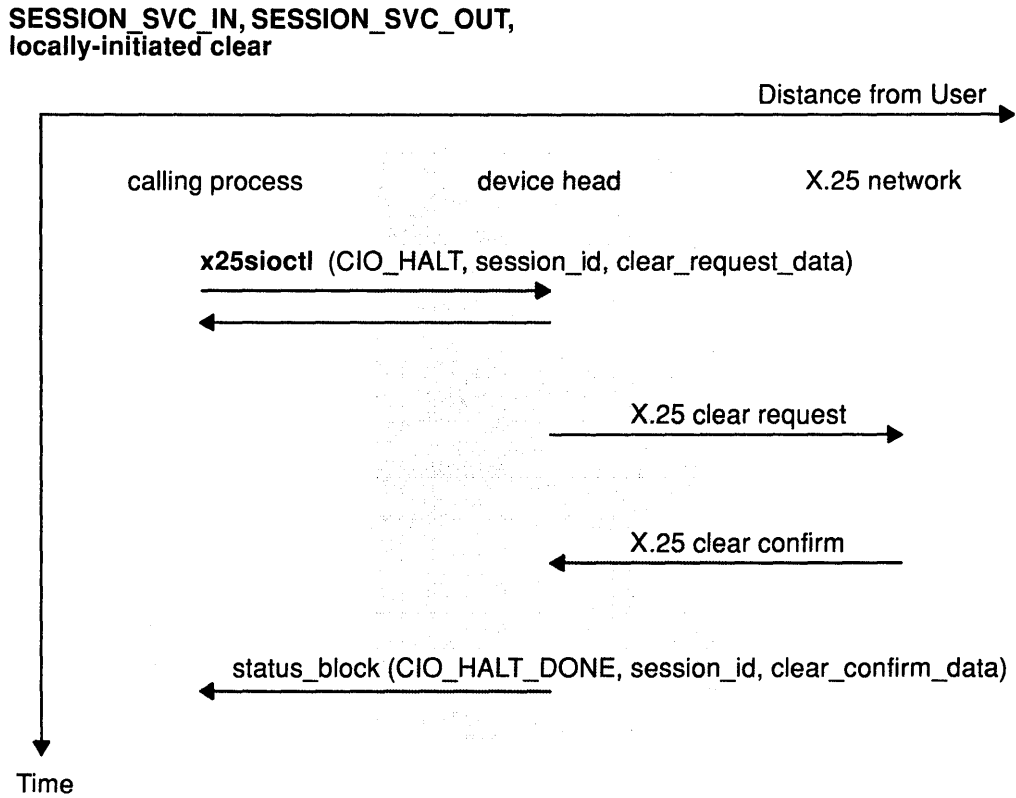 SESSION_SVC_IN, SESSION_SVC_OUT,
locally-initiated clear
Distance from User
calling process device head X.25 network
x25sioctl (CIO_HALT, session_id, clear_request_data)
X.25 clear request
X.25 clear confirm
status_block (CIO_HALT_DONE, session_id, clear_confirm_data)
Time